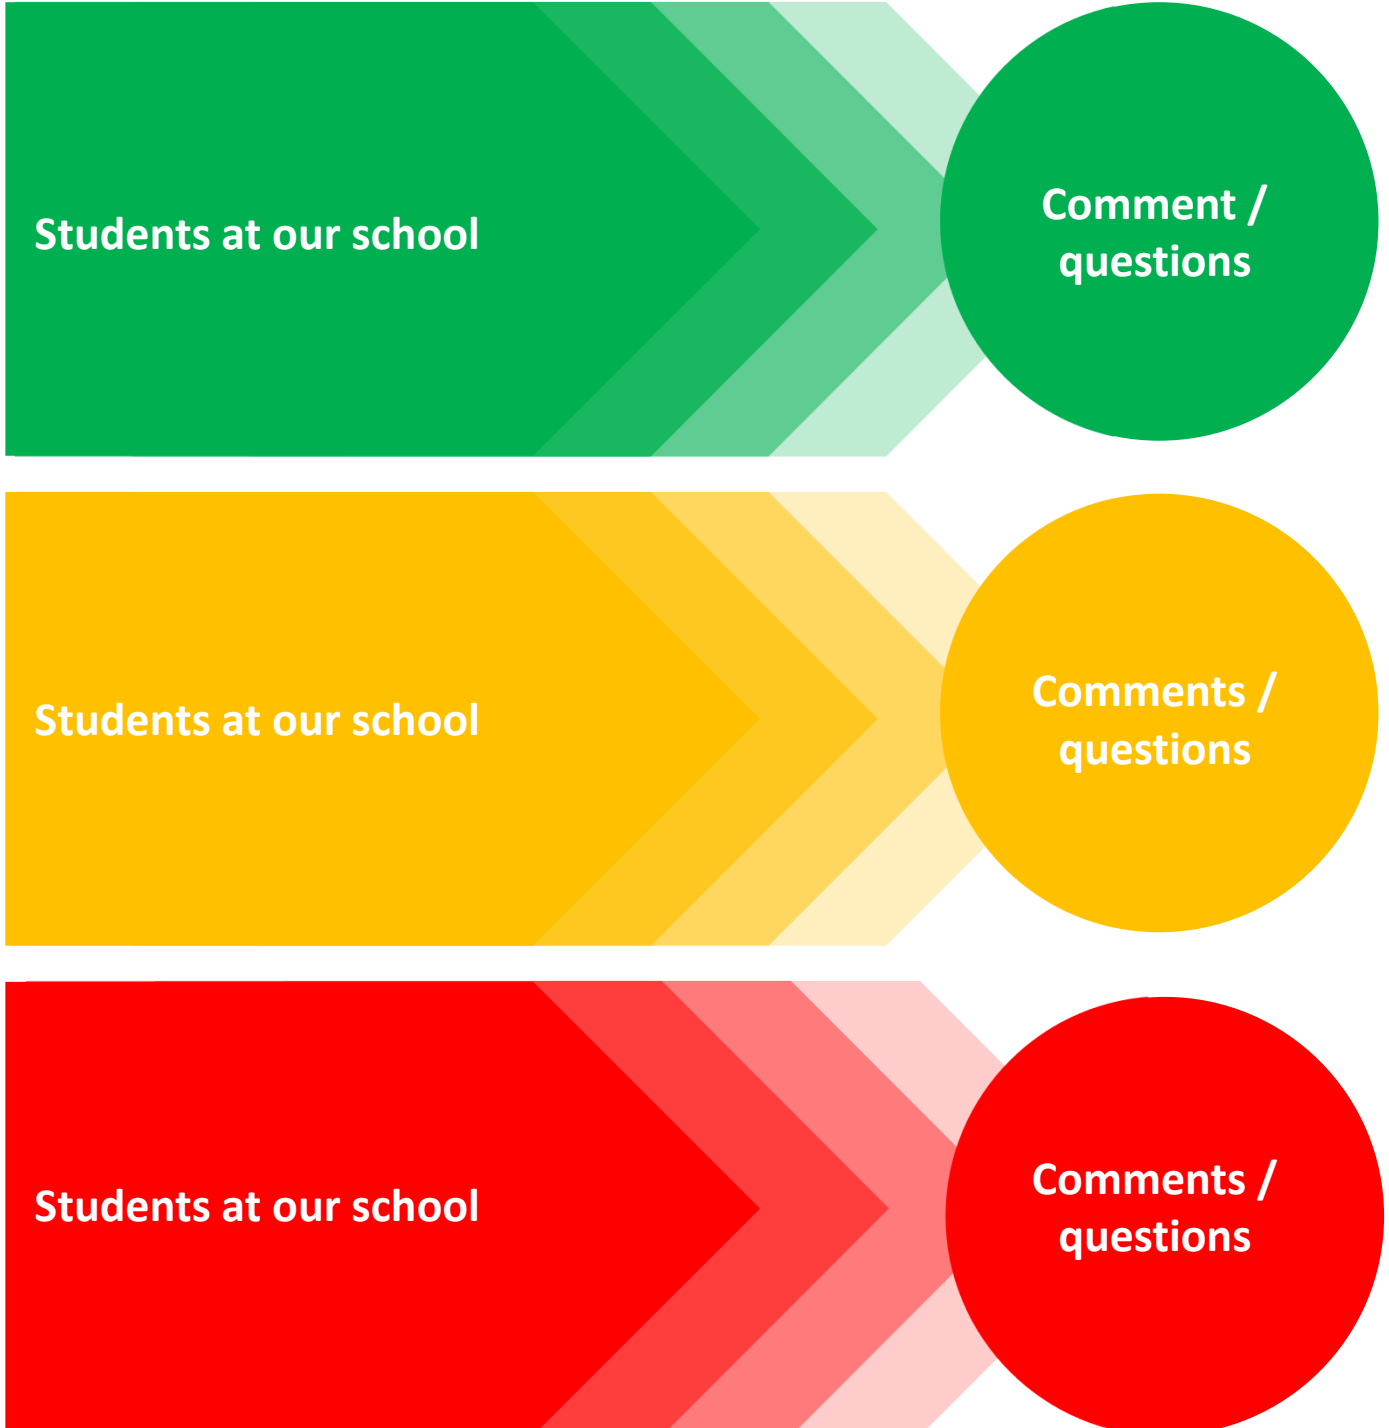 Students at our school
Comment /
questions
Students at our school
Comments /
questions
Students at our school
Comments /
questions